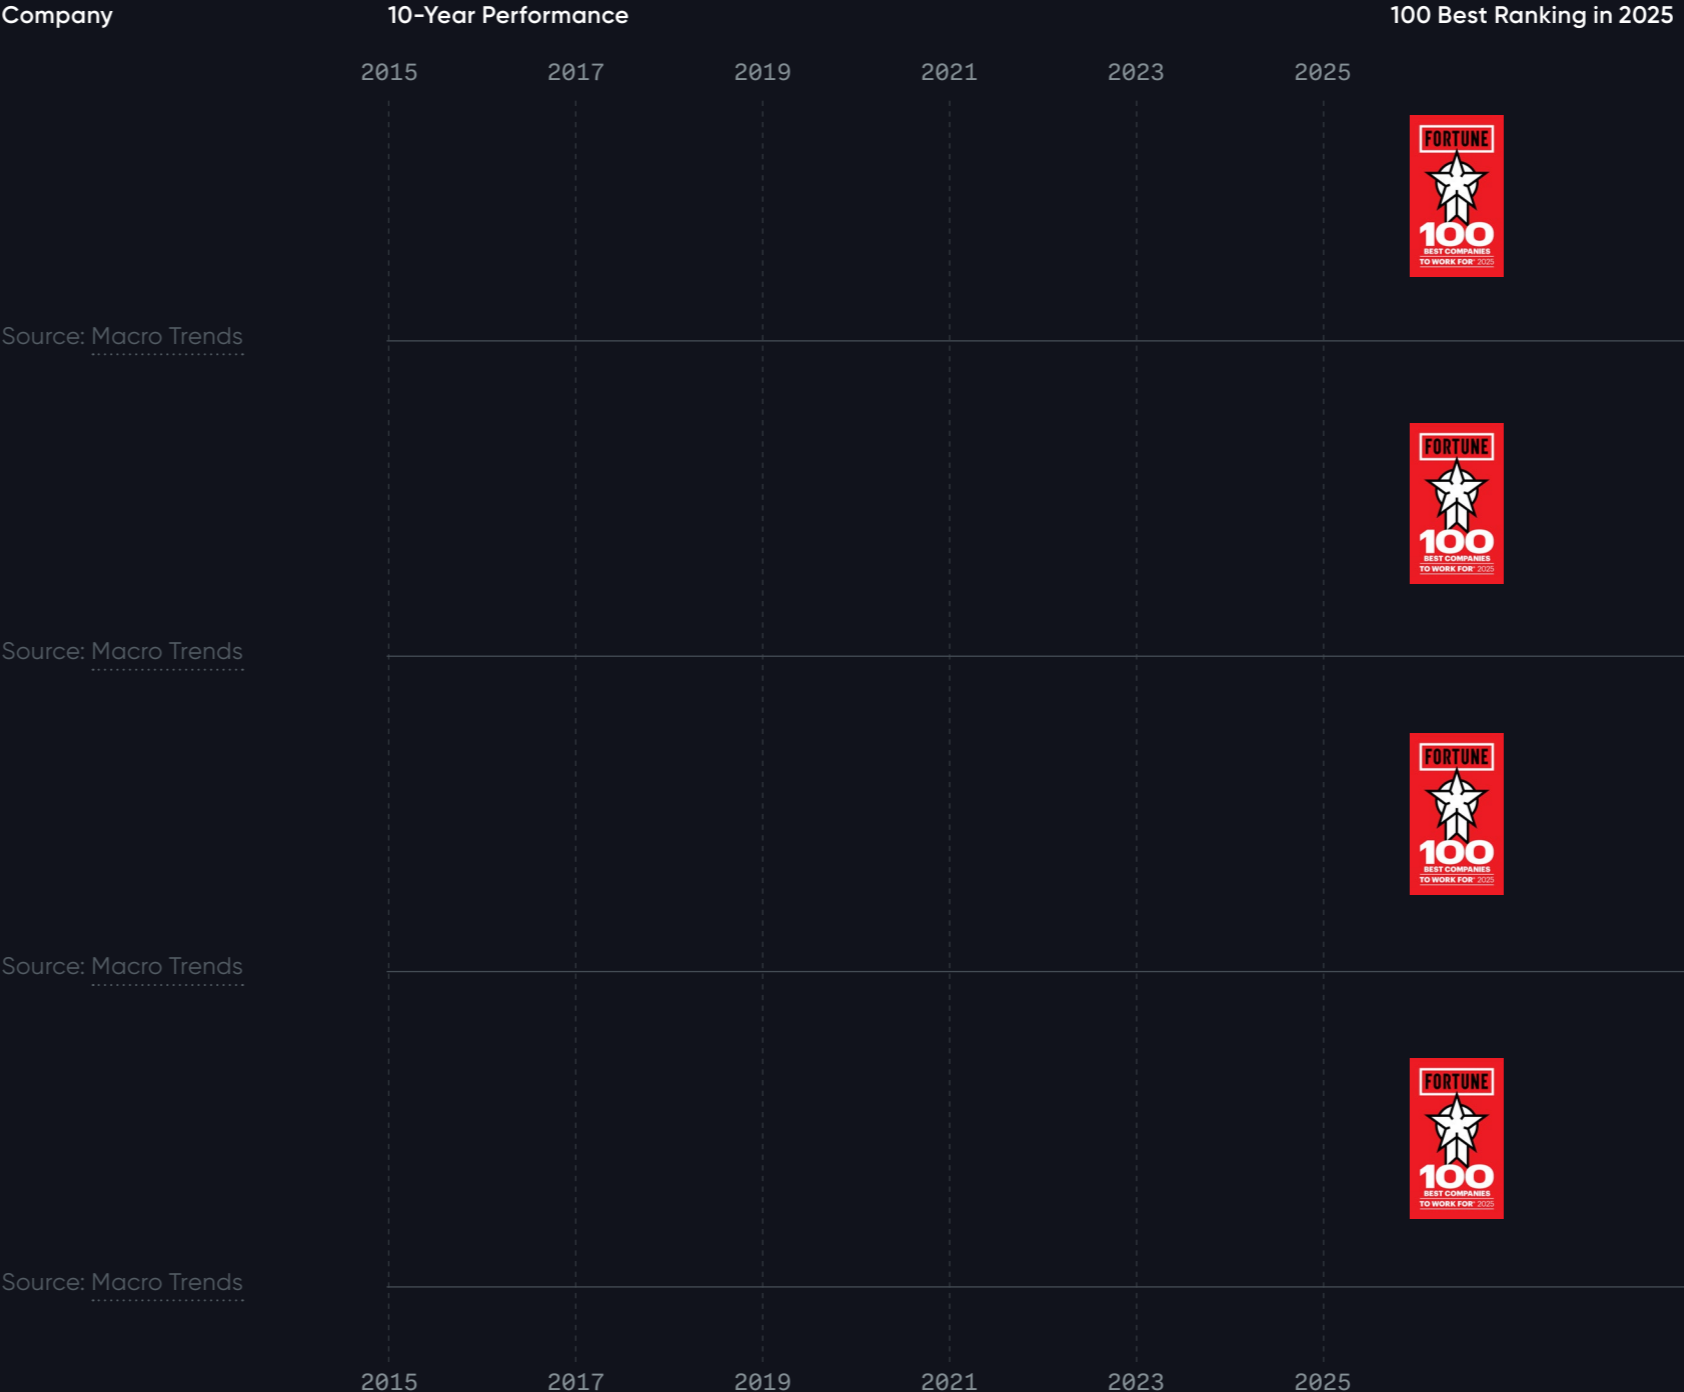 Company 10-Year Performance 100 Best Ranking in 2025
2015 2017 2019 2021 2023 2025
FORTUNE
100
BEST COMPANIES
TO WORK FOR® 2025
Source: Macro Trends
FORTUNE
100
BEST COMPANIES
TO WORK FOR® 2025
Source: Macro Trends
FORTUNE
100
BEST COMPANIES
TO WORK FOR® 2025
Source: Macro Trends
FORTUNE
100
BEST COMPANIES
TO WORK FOR® 2025
Source: Macro Trends
2015 2017 2019 2021 2023 2025